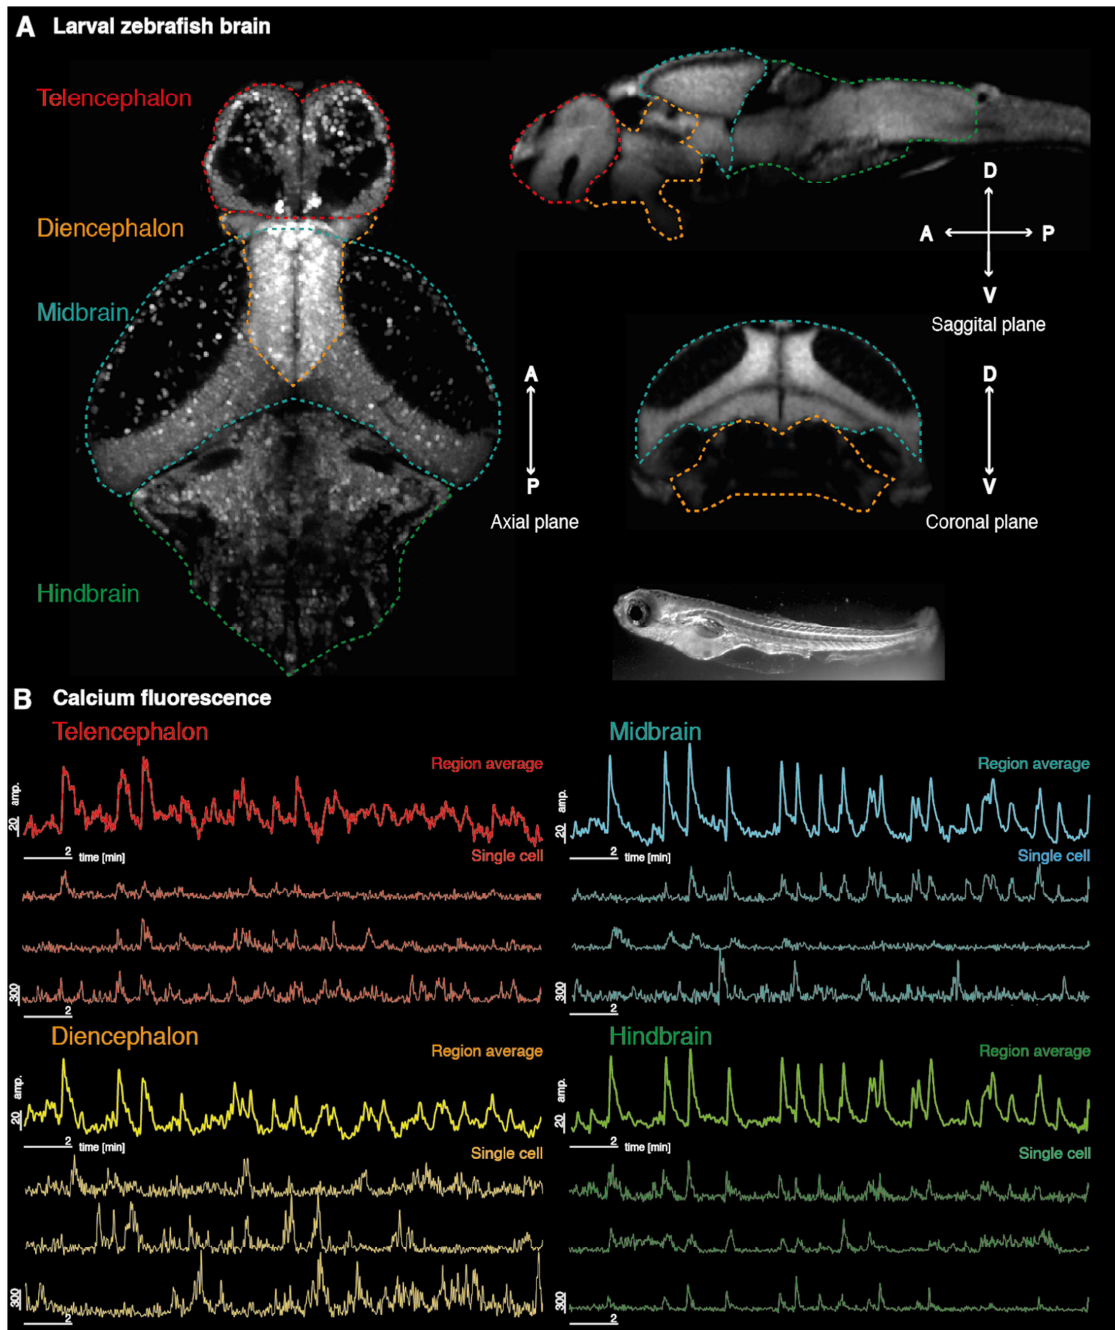 A Larval zebrafish brain
Telencephalon
Diencephalon
Midbrain
Hindbrain
A
P
Axial plane
D
A
P
V
Saggital plane
D
V
Coronal plane
B Calcium fluorescence
Telencephalon
Region average
amp.
20
2
time [min]
Single cell
300
2
Midbrain
Region average
amp.
20
2
time [min]
Single cell
300
2
Diencephalon
Region average
amp.
20
2
time [min]
Single cell
300
2
Hindbrain
Region average
amp.
20
2
time [min]
Single cell
300
2